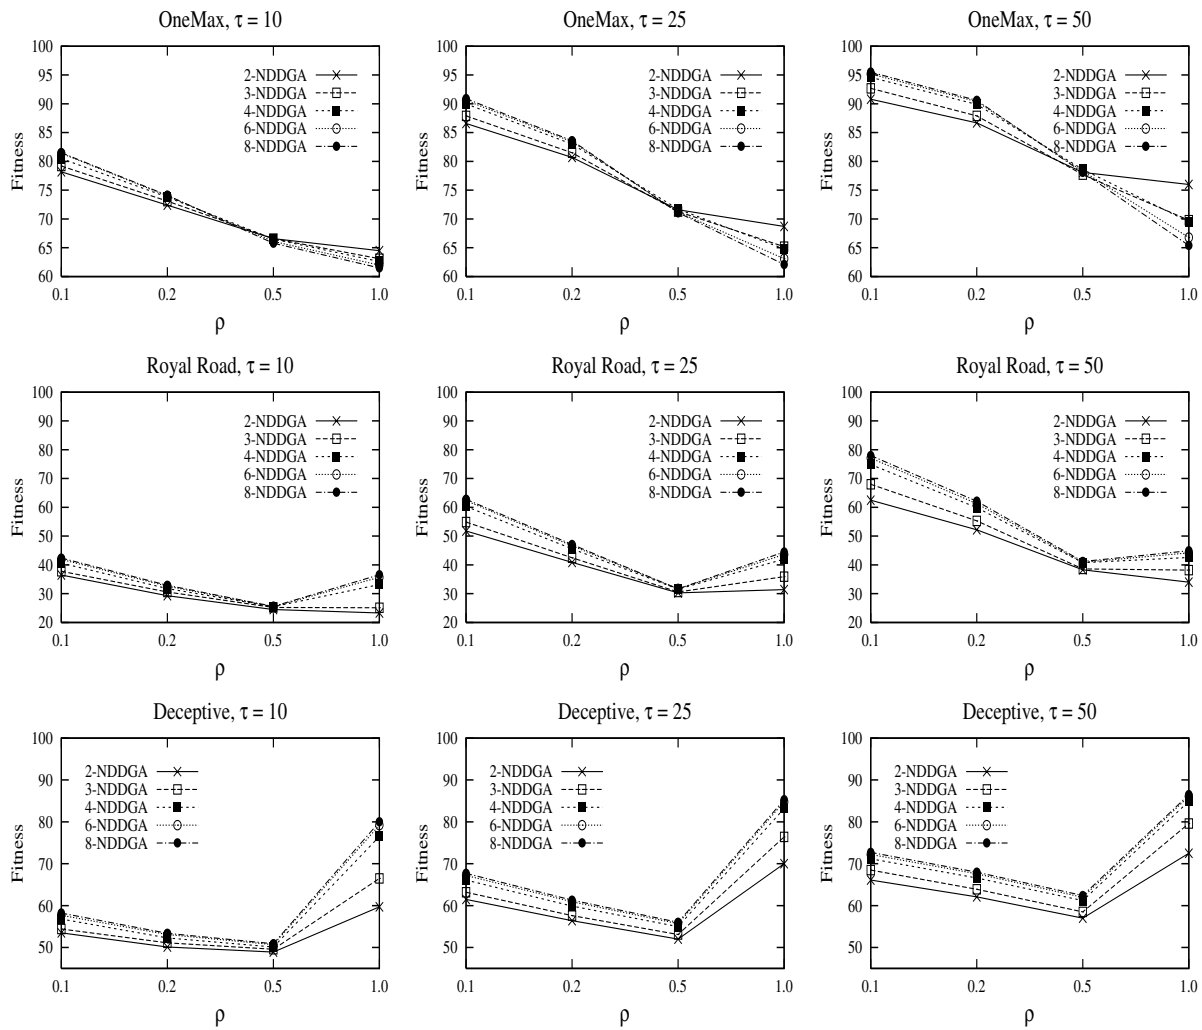 OneMax, τ = 10
100
95
90
85
80
75
70
65
60
0.1
0.2
0.5
1.0
Fitness
ρ
2-NDDGA
3-NDDGA
4-NDDGA
6-NDDGA
8-NDDGA
OneMax, τ = 25
100
95
90
85
80
75
70
65
60
0.1
0.2
0.5
1.0
Fitness
ρ
2-NDDGA
3-NDDGA
4-NDDGA
6-NDDGA
8-NDDGA
OneMax, τ = 50
100
95
90
85
80
75
70
65
60
0.1
0.2
0.5
1.0
Fitness
ρ
2-NDDGA
3-NDDGA
4-NDDGA
6-NDDGA
8-NDDGA
Royal Road, τ = 10
100
90
80
70
60
50
40
30
20
0.1
0.2
0.5
1.0
Fitness
ρ
2-NDDGA
3-NDDGA
4-NDDGA
6-NDDGA
8-NDDGA
Royal Road, τ = 25
100
90
80
70
60
50
40
30
20
0.1
0.2
0.5
1.0
Fitness
ρ
2-NDDGA
3-NDDGA
4-NDDGA
6-NDDGA
8-NDDGA
Royal Road, τ = 50
100
90
80
70
60
50
40
30
20
0.1
0.2
0.5
1.0
Fitness
ρ
2-NDDGA
3-NDDGA
4-NDDGA
6-NDDGA
8-NDDGA
Deceptive, τ = 10
100
90
80
70
60
50
0.1
0.2
0.5
1.0
Fitness
ρ
2-NDDGA
3-NDDGA
4-NDDGA
6-NDDGA
8-NDDGA
Deceptive, τ = 25
100
90
80
70
60
50
0.1
0.2
0.5
1.0
Fitness
ρ
2-NDDGA
3-NDDGA
4-NDDGA
6-NDDGA
8-NDDGA
Deceptive, τ = 50
100
90
80
70
60
50
0.1
0.2
0.5
1.0
Fitness
ρ
2-NDDGA
3-NDDGA
4-NDDGA
6-NDDGA
8-NDDGA